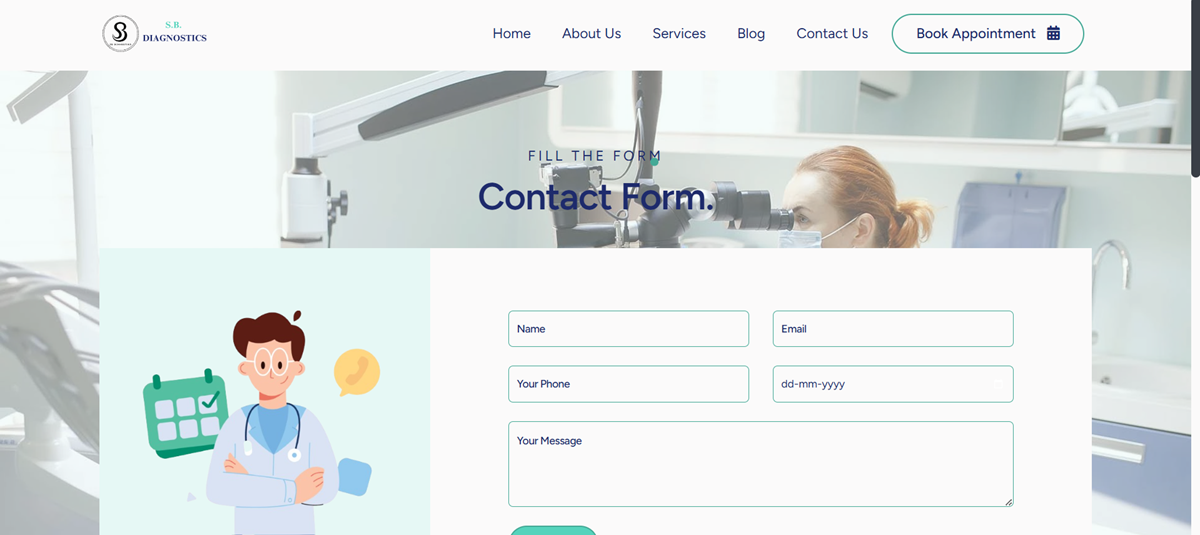 S.B.
DIAGNOSTICS
Home
About Us
Services
Blog
Contact Us
Book Appointment
FILL THE FORM
Contact Form.
Name
Email
Your Phone
dd-mm-yyyy
Your Message